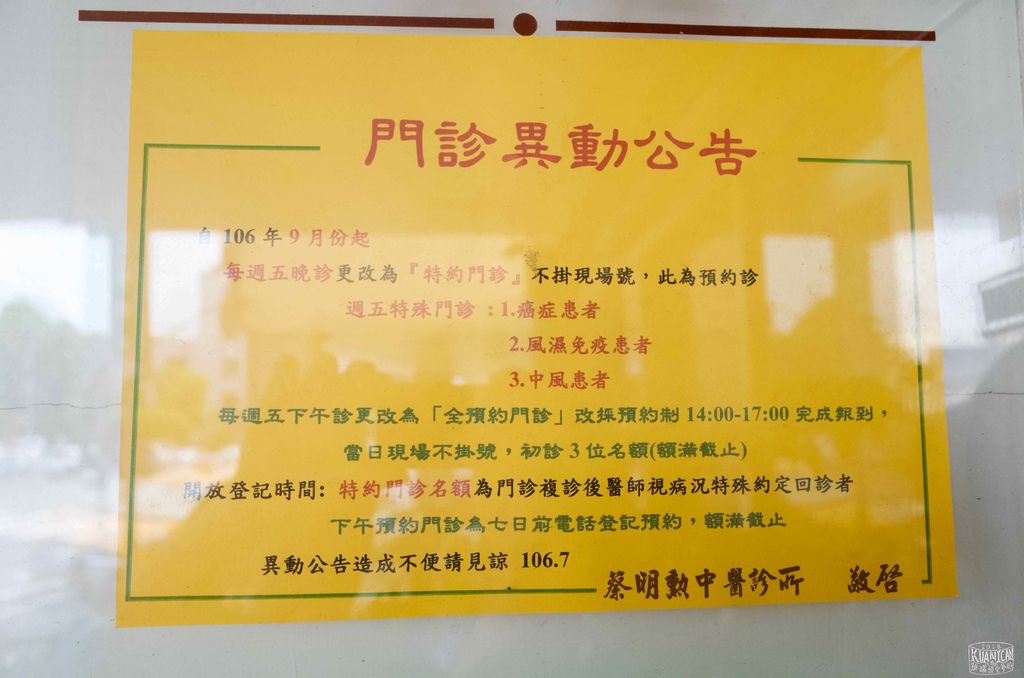 門診異動公告
自 106 年 9 月份起
每週五晚診更改為『特約門診』不掛現場號，此為預約診
週五特殊門診：1.癌症患者
2.風濕免疫患者
3.中風患者
每週五下午診更改為「全預約門診」改採預約制 14:00-17:00 完成報到，
當日現場不掛號，初診 3 位名額(額滿截止)
開放登記時間: 特約門診名額為門診複診後醫師視病況特殊約定回診者
下午預約門診為七日前電話登記預約，額滿截止
異動公告造成不便請見諒 106.7
蔡明勳中醫診所 敬啓
2018
KUANYCAN